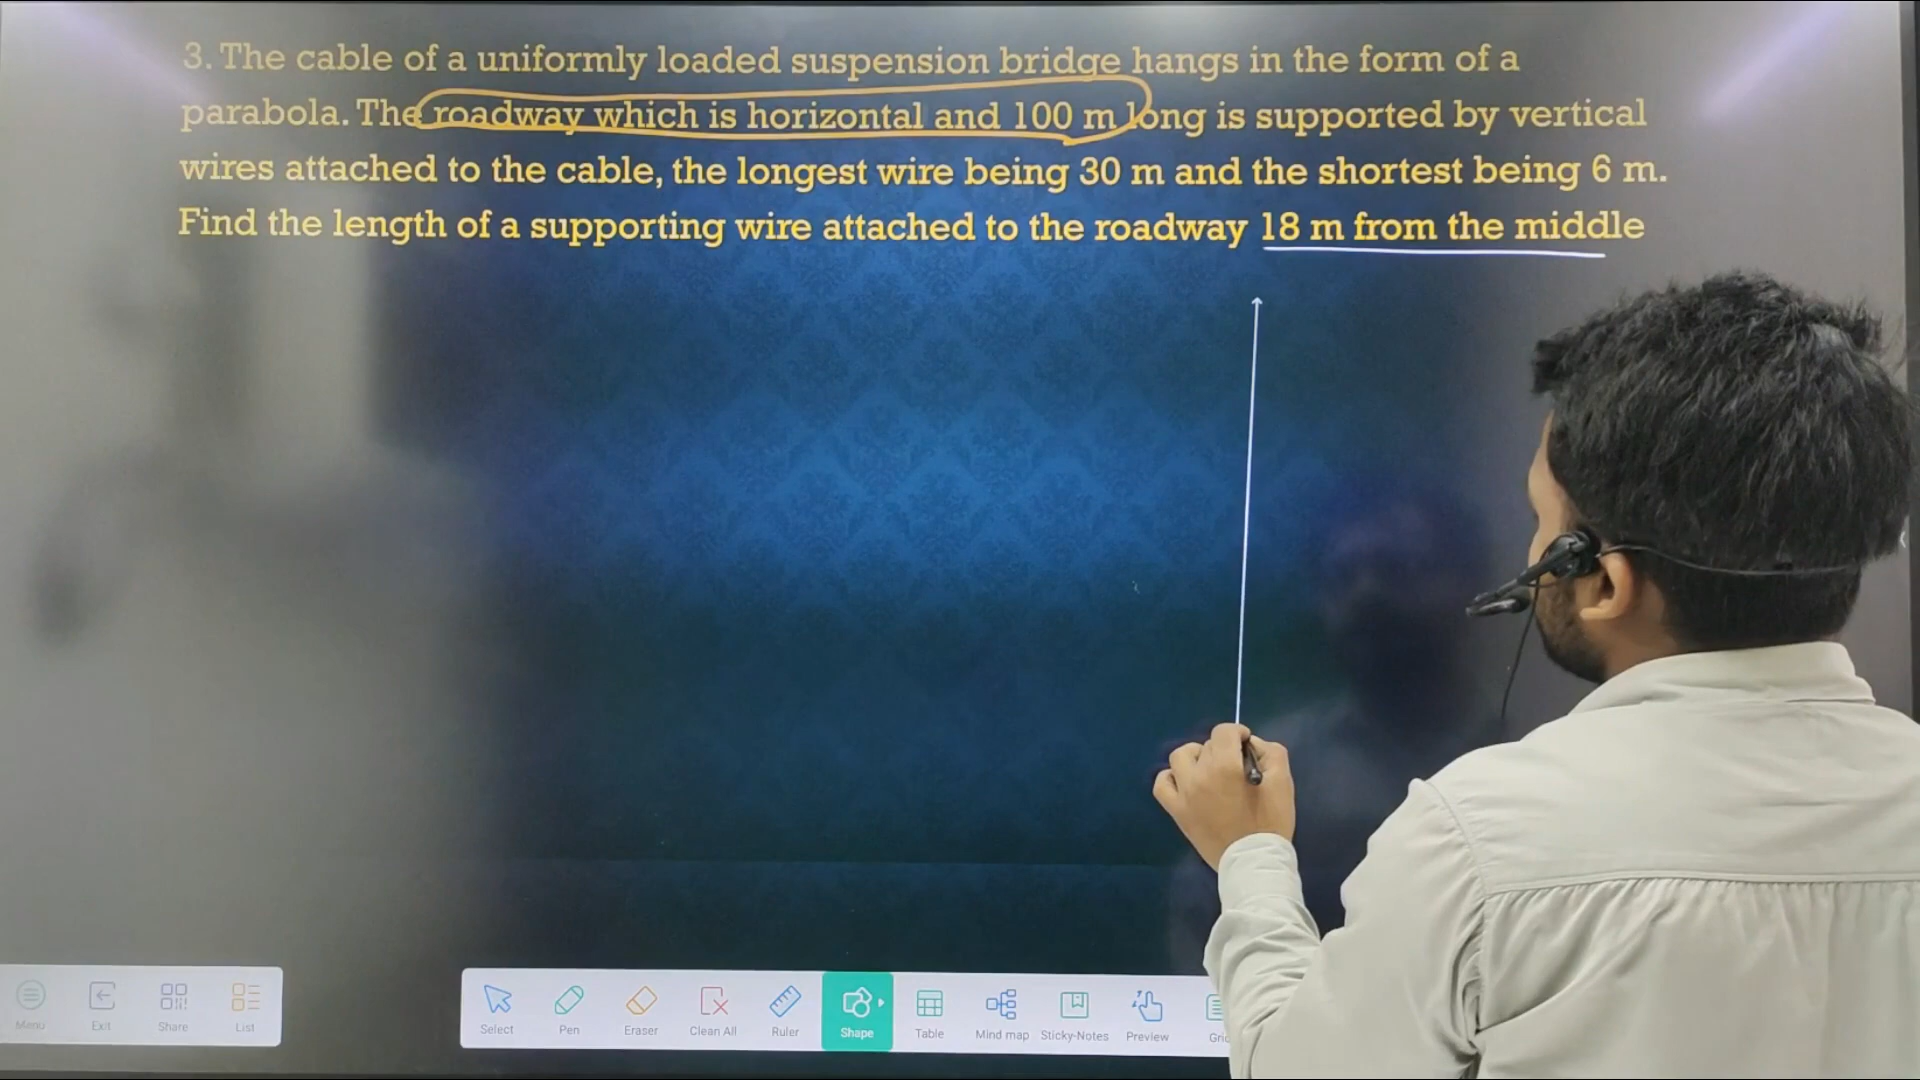 3. The cable of a uniformly loaded suspension bridge hangs in the form of a
parabola. The roadway which is horizontal and 100 m long is supported by vertical
wires attached to the cable, the longest wire being 30 m and the shortest being 6 m.
Find the length of a supporting wire attached to the roadway 18 m from the middle
Menu Exit Share List
Select Pen Eraser Clean All Ruler Shape Table Mind map Sticky-Notes Preview